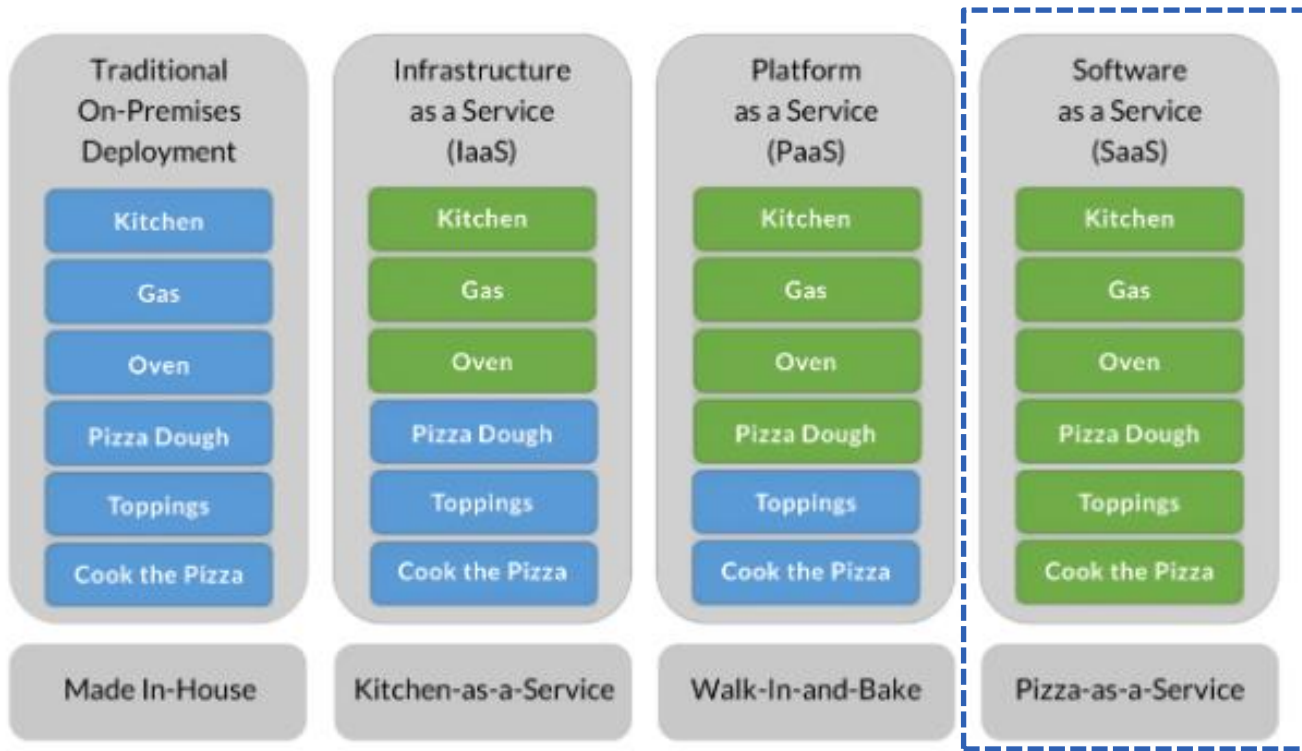 Traditional
On-Premises
Deployment
Kitchen
Gas
Oven
Pizza Dough
Toppings
Cook the Pizza
Made In-House
Infrastructure
as a Service
(IaaS)
Kitchen
Gas
Oven
Pizza Dough
Toppings
Cook the Pizza
Kitchen-as-a-Service
Platform
as a Service
(PaaS)
Kitchen
Gas
Oven
Pizza Dough
Toppings
Cook the Pizza
Walk-In-and-Bake
Software
as a Service
(SaaS)
Kitchen
Gas
Oven
Pizza Dough
Toppings
Cook the Pizza
Pizza-as-a-Service